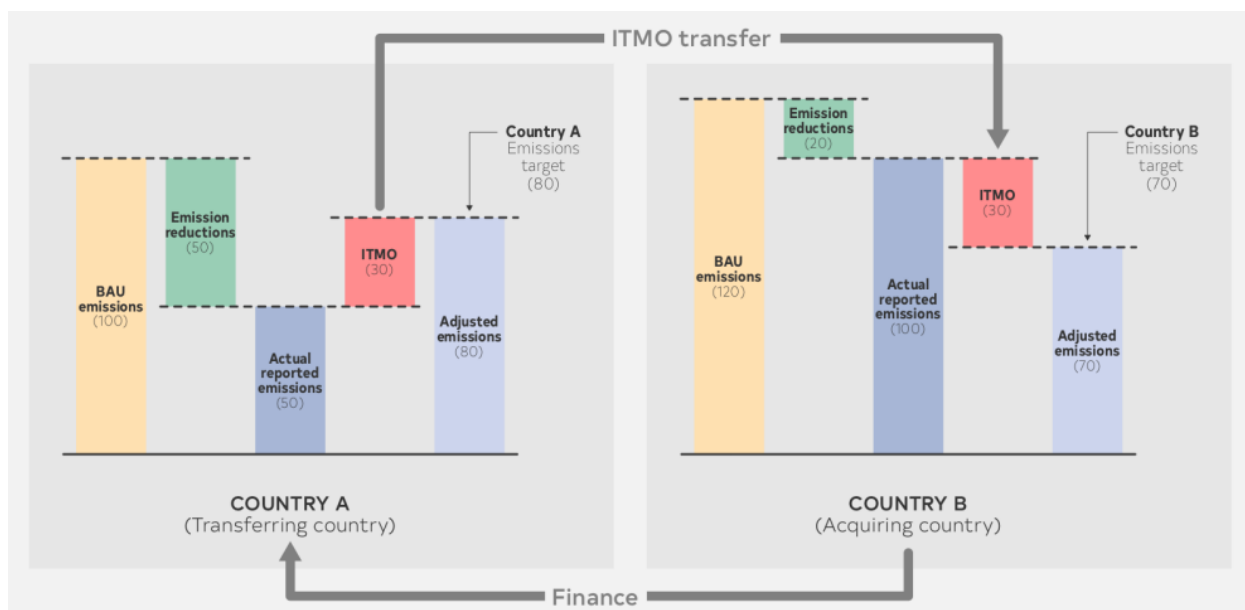 ITMO transfer
Country A
Emissions
target
(80)
Emission
reductions
(50)
BAU
emissions
(100)
ITMO
(30)
Actual
reported
emissions
(50)
Adjusted
emissions
(80)
COUNTRY A
(Transferring country)
Emission
reductions
(20)
Country B
Emissions
target
(70)
ITMO
(30)
BAU
emissions
(120)
Actual
reported
emissions
(100)
Adjusted
emissions
(70)
COUNTRY B
(Acquiring country)
Finance